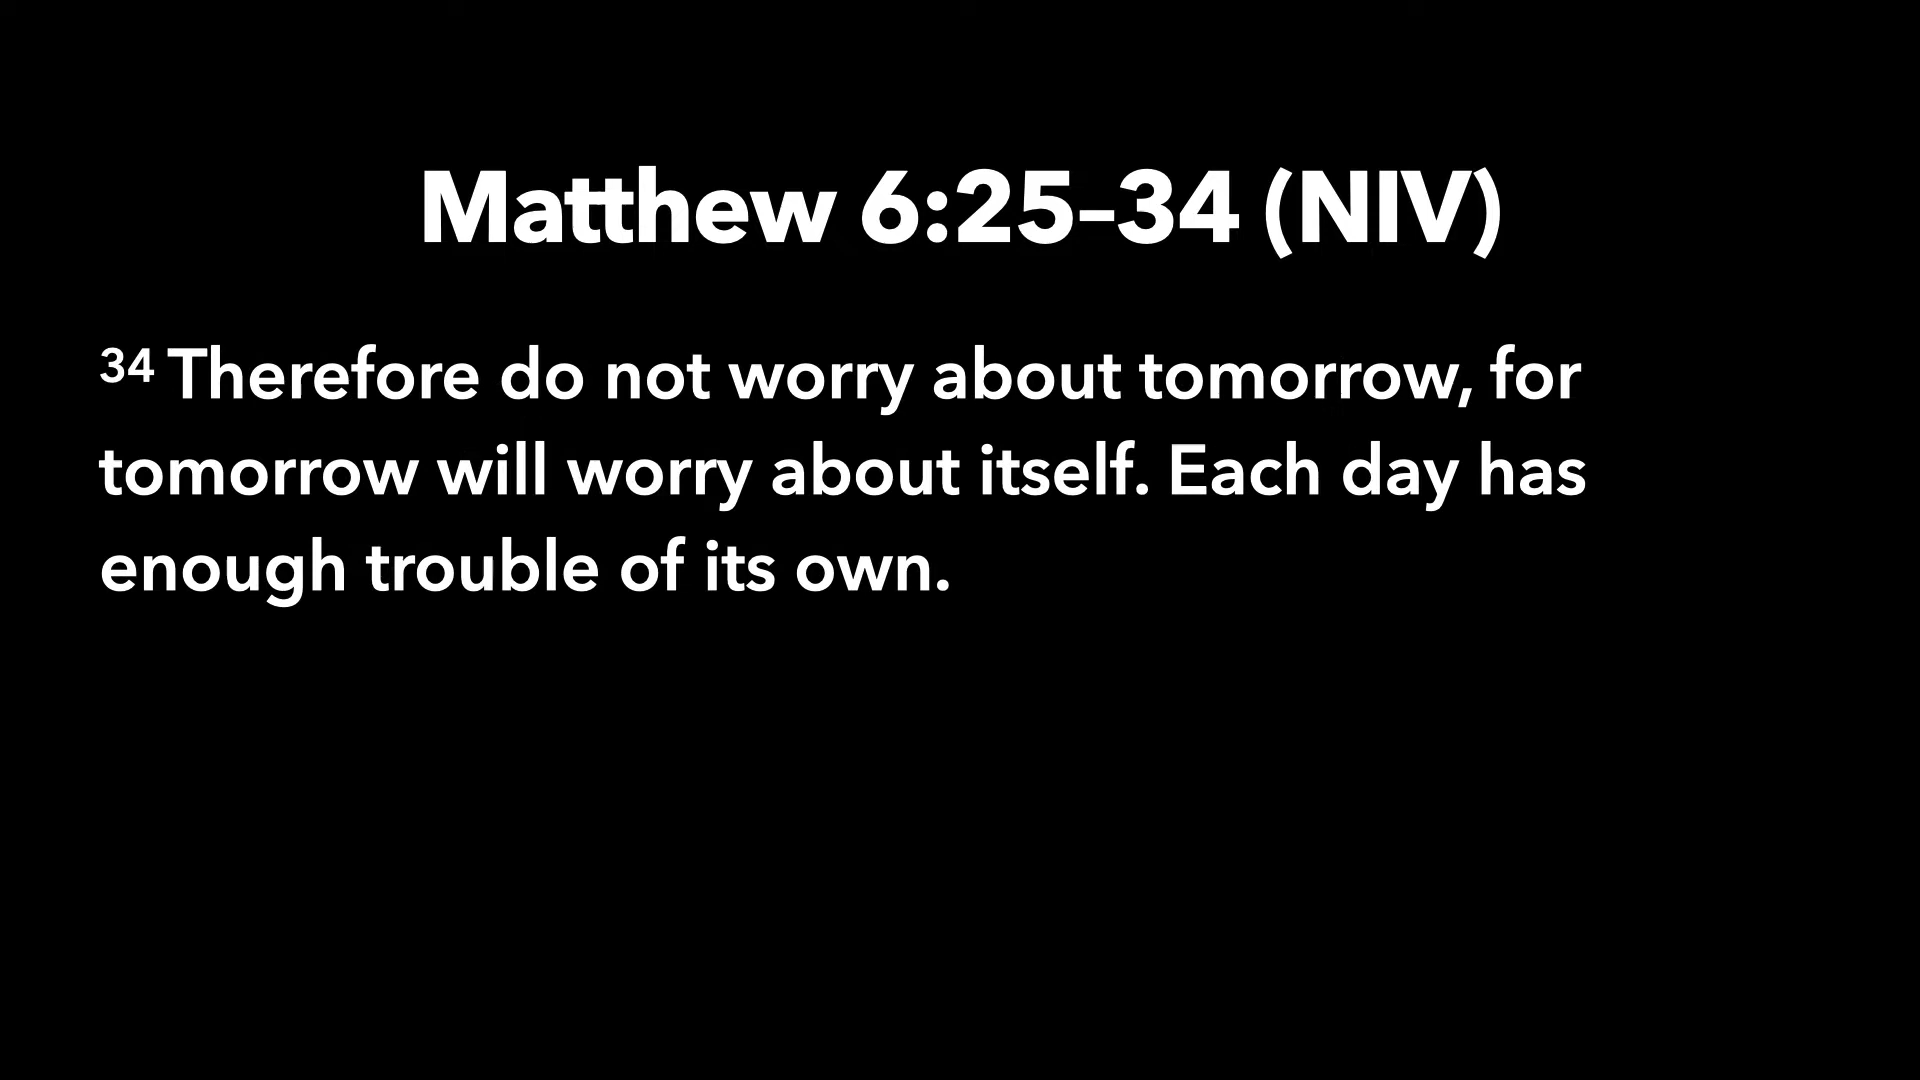 Matthew 6:25–34 (NIV)
34 Therefore do not worry about tomorrow, for
tomorrow will worry about itself. Each day has
enough trouble of its own.